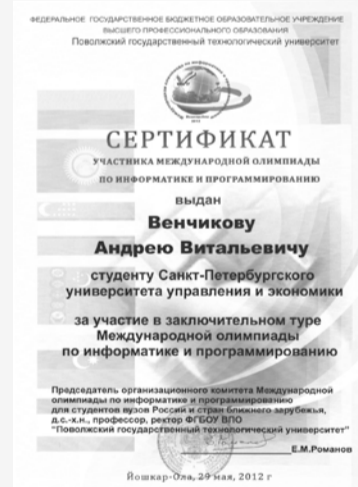 ФЕДЕРАЛЬНОЕ ГОСУДАРСТВЕННОЕ БЮДЖЕТНОЕ ОБРАЗОВАТЕЛЬНОЕ УЧРЕЖДЕНИЕ
ВЫСШЕГО ПРОФЕССИОНАЛЬНОГО ОБРАЗОВАНИЯ
Поволжский государственный технологический университет
СЕРТИФИКАТ
УЧАСТНИКА МЕЖДУНАРОДНОЙ ОЛИМПИАДЫ
ПО ИНФОРМАТИКЕ И ПРОГРАММИРОВАНИЮ
выдан
Венчикову
Андрею Витальевичу
студенту Санкт-Петербургского
университета управления и экономики
за участие в заключительном туре
Международной олимпиады
по информатике и программированию
Председатель организационного комитета Международной
олимпиады по информатике и программированию
для студентов вузов России и стран ближнего зарубежья,
д.с.-х.н., профессор, ректор ФГБОУ ВПО
"Поволжский государственный технологический университет"
Е.М.Романов
Йошкар-Ола, 29 мая, 2012 г